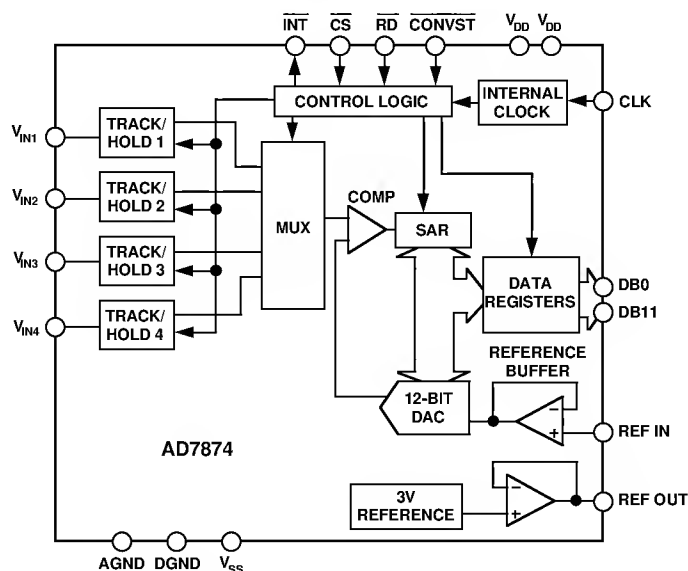 INT CS RD CONVST VDD VDD
CONTROL LOGIC
INTERNAL
CLOCK
CLK
VIN1
TRACK/
HOLD 1
VIN2
TRACK/
HOLD 2
VIN3
TRACK/
HOLD 3
VIN4
TRACK/
HOLD 4
MUX
COMP
SAR
DATA
REGISTERS
DB0
DB11
REFERENCE
BUFFER
12-BIT
DAC
−
+
REF IN
AD7874
3V
REFERENCE
−
+
REF OUT
AGND DGND VSS